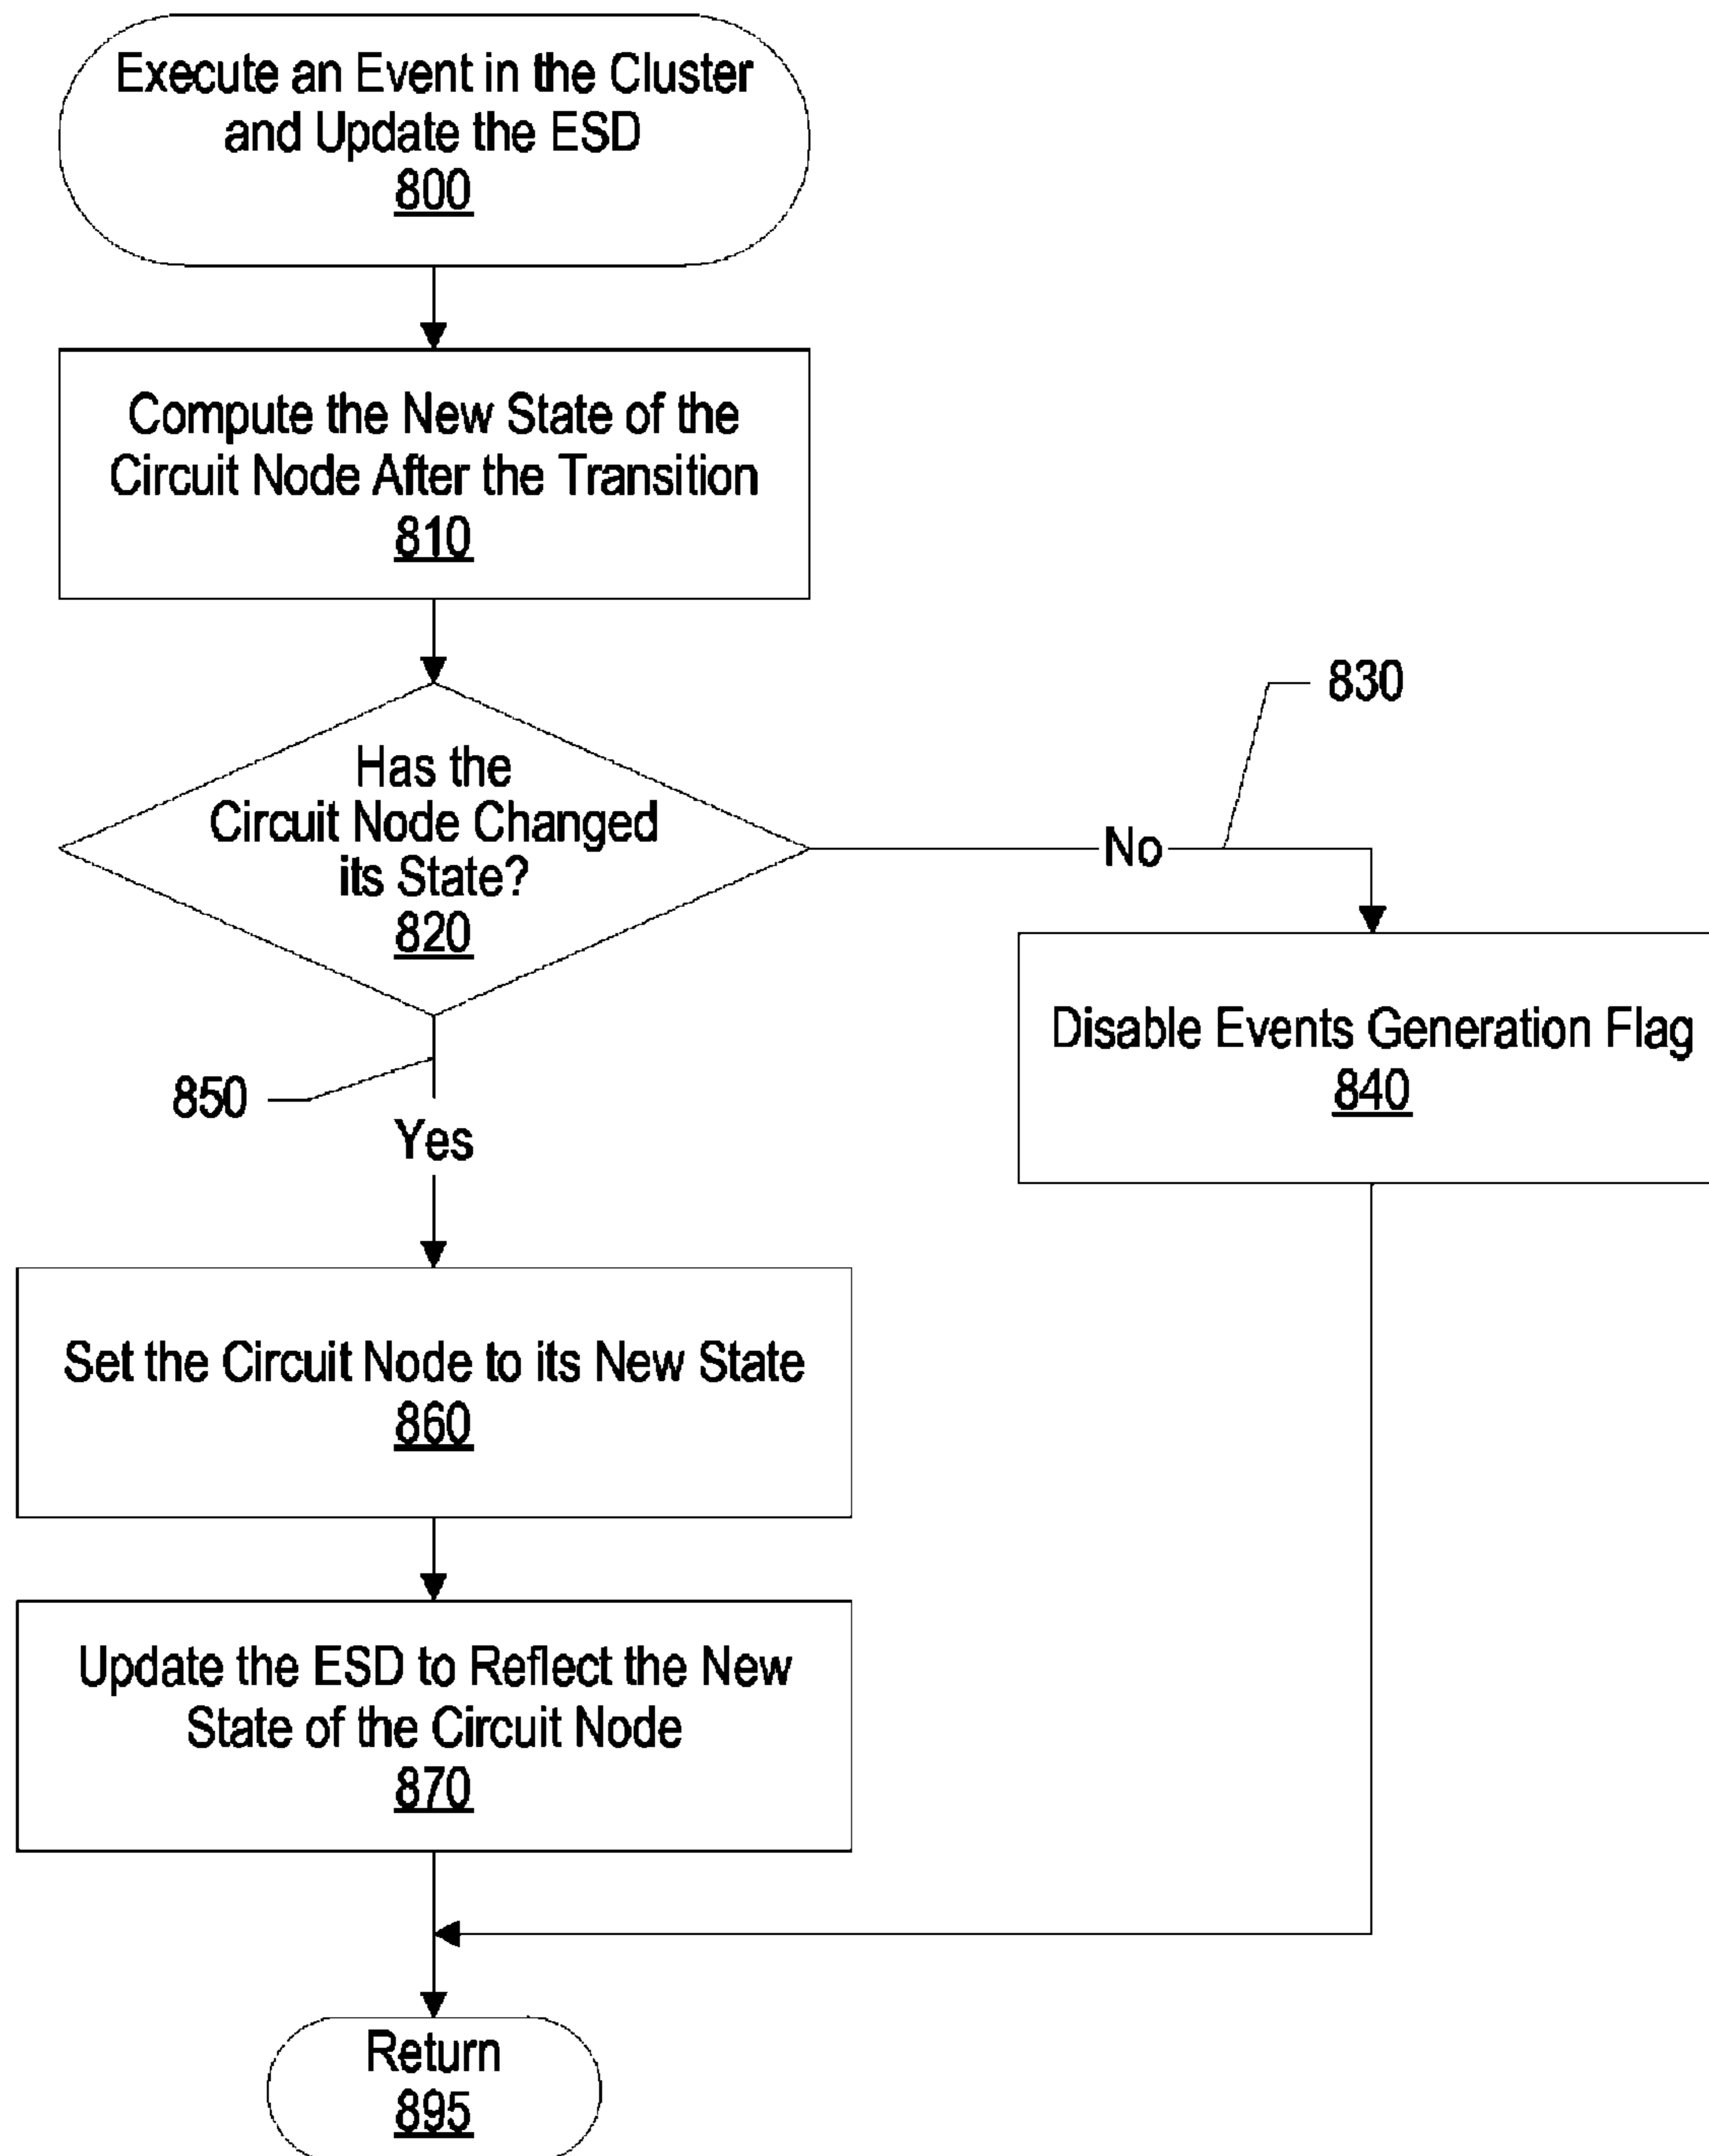 Execute an Event in the Cluster
and Update the ESD
800
Compute the New State of the
Circuit Node After the Transition
810
830
Has the
Circuit Node Changed
its State?
820
No
Disable Events Generation Flag
840
850
Yes
Set the Circuit Node to its New State
860
Update the ESD to Reflect the New
State of the Circuit Node
870
Return
895